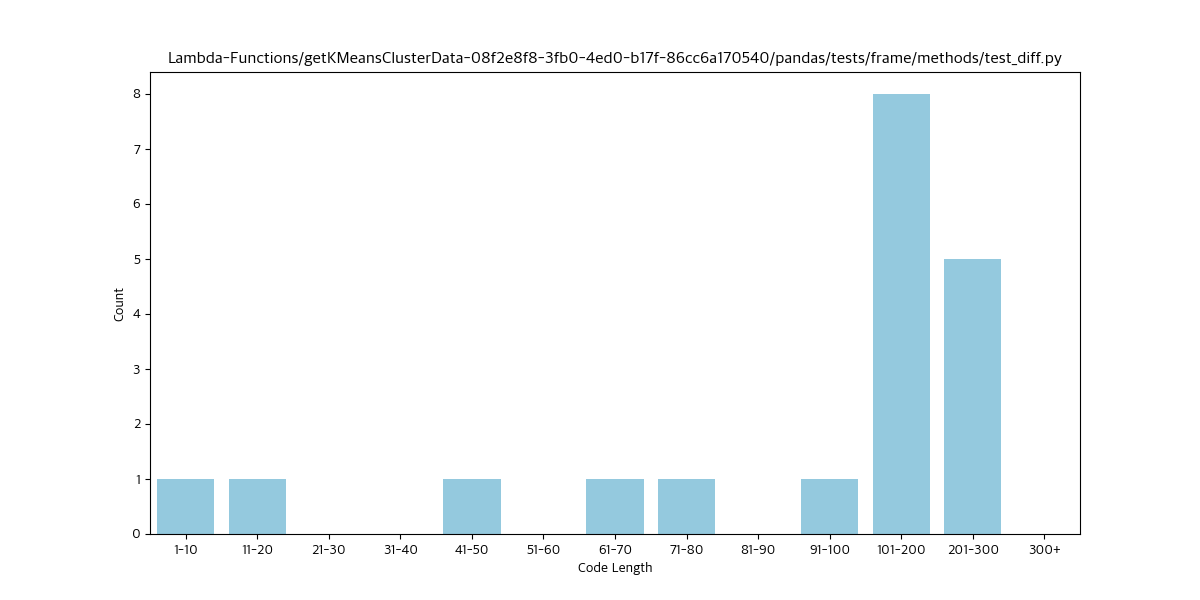 Lambda-Functions/getKMeansClusterData-08f2e8f8-3fb0-4ed0-b17f-86cc6a170540/pandas/tests/frame/methods/test_diff.py
8
7
6
5
4
3
2
1
0
Count
1-10 11-20 21-30 31-40 41-50 51-60 61-70 71-80 81-90 91-100 101-200 201-300 300+
Code Length